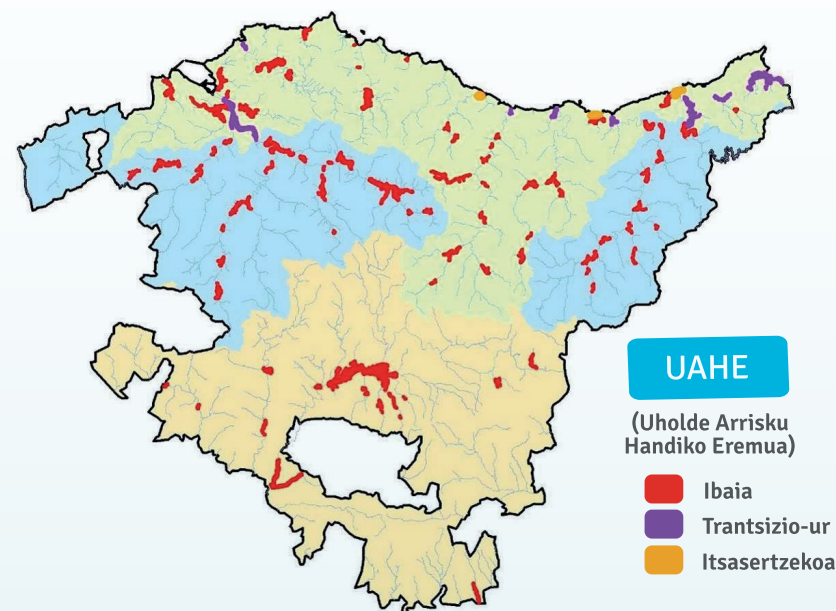 UAHE
(Uholde Arrisku
Handiko Eremua)
Ibaia
Trantsizio-ur
Itsasertzekoa